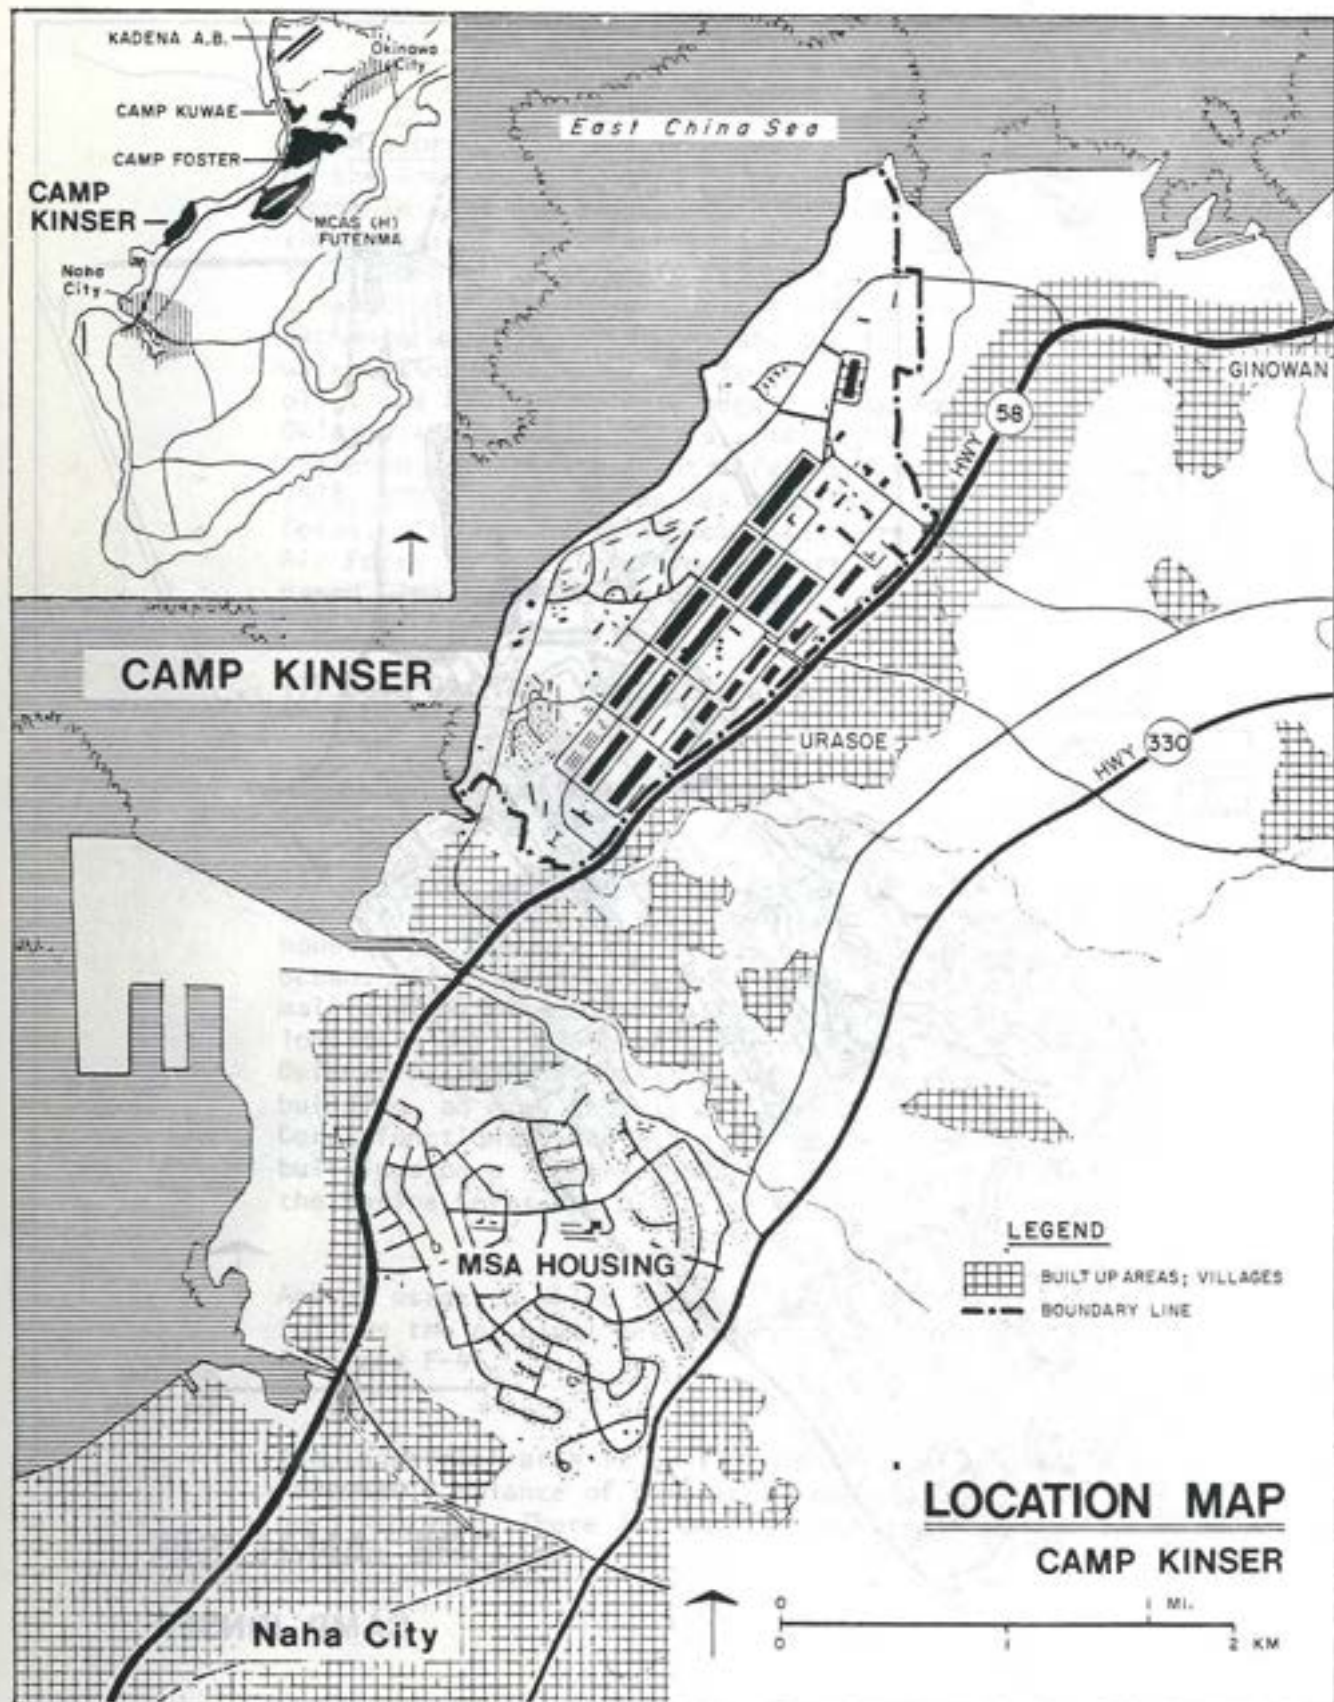 KADENA A.B.
Okinawa
City
CAMP KUWAE
CAMP FOSTER
CAMP
KINSER
MCAS (H)
FUTENMA
Naha
City
East China Sea
GINOWAN
HWY
58
CAMP KINSER
URASOE
HWY
330
MSA HOUSING
LEGEND
BUILT UP AREAS; VILLAGES
BOUNDARY LINE
LOCATION MAP
CAMP KINSER
0
1 MI.
0
1
2 KM
Naha City